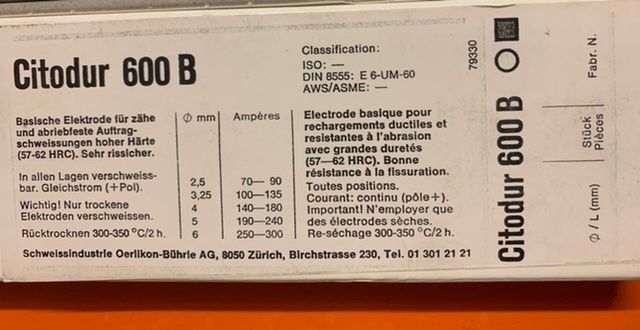 Citodur 600 B
Classification:
ISO: —
DIN 8555: E 6-UM-60
AWS/ASME: —
Basische Elektrode für zähe
und abriebfeste Auftrag-
schweissungen hoher Härte
(57-62 HRC). Sehr rissicher.
In allen Lagen verschweiss-
bar. Gleichstrom (+Pol).
Wichtig! Nur trockene
Elektroden verschweissen.
Rücktrocknen 300-350 °C/2 h.
∅ mm Ampères
2,5 70— 90
3,25 100—135
4 140—180
5 190—240
6 250—300
Electrode basique pour
rechargements ductiles et
resistantes à l'abrasion
avec grandes duretés
(57—62 HRC). Bonne
résistance à la fissuration.
Toutes positions.
Courant: continu (pôle+).
Important! N'employer que
des électrodes sèches.
Re-séchage 300-350 °C/2 h.
Schweissindustrie Oerlikon-Bührle AG, 8050 Zürich, Birchstrasse 230, Tel. 01 301 21 21
79330
Citodur 600 B
∅ / L (mm)
Stück
Pièces
Fabr. N.